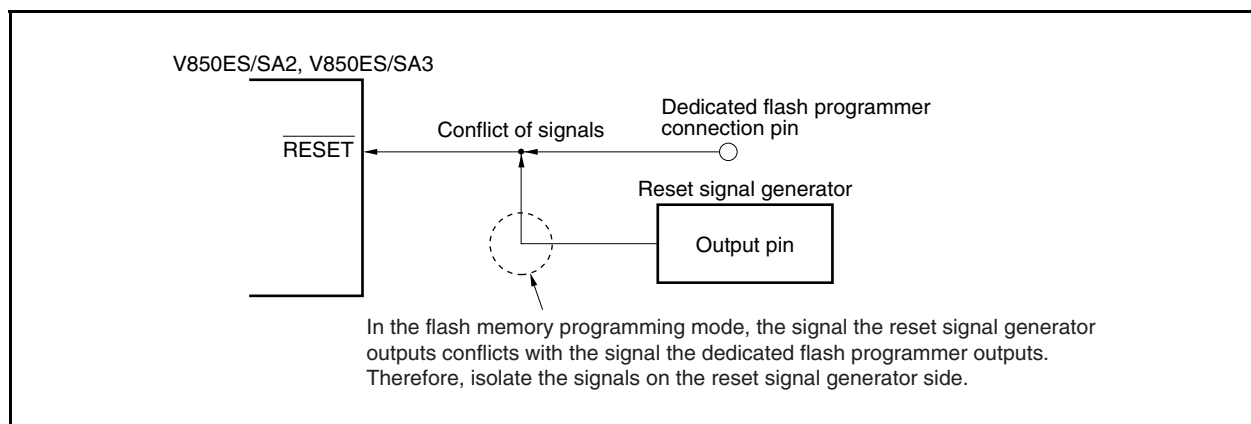 V850ES/SA2, V850ES/SA3
RESET
Conflict of signals
Dedicated flash programmer
connection pin
Reset signal generator
Output pin
In the flash memory programming mode, the signal the reset signal generator
outputs conflicts with the signal the dedicated flash programmer outputs.
Therefore, isolate the signals on the reset signal generator side.